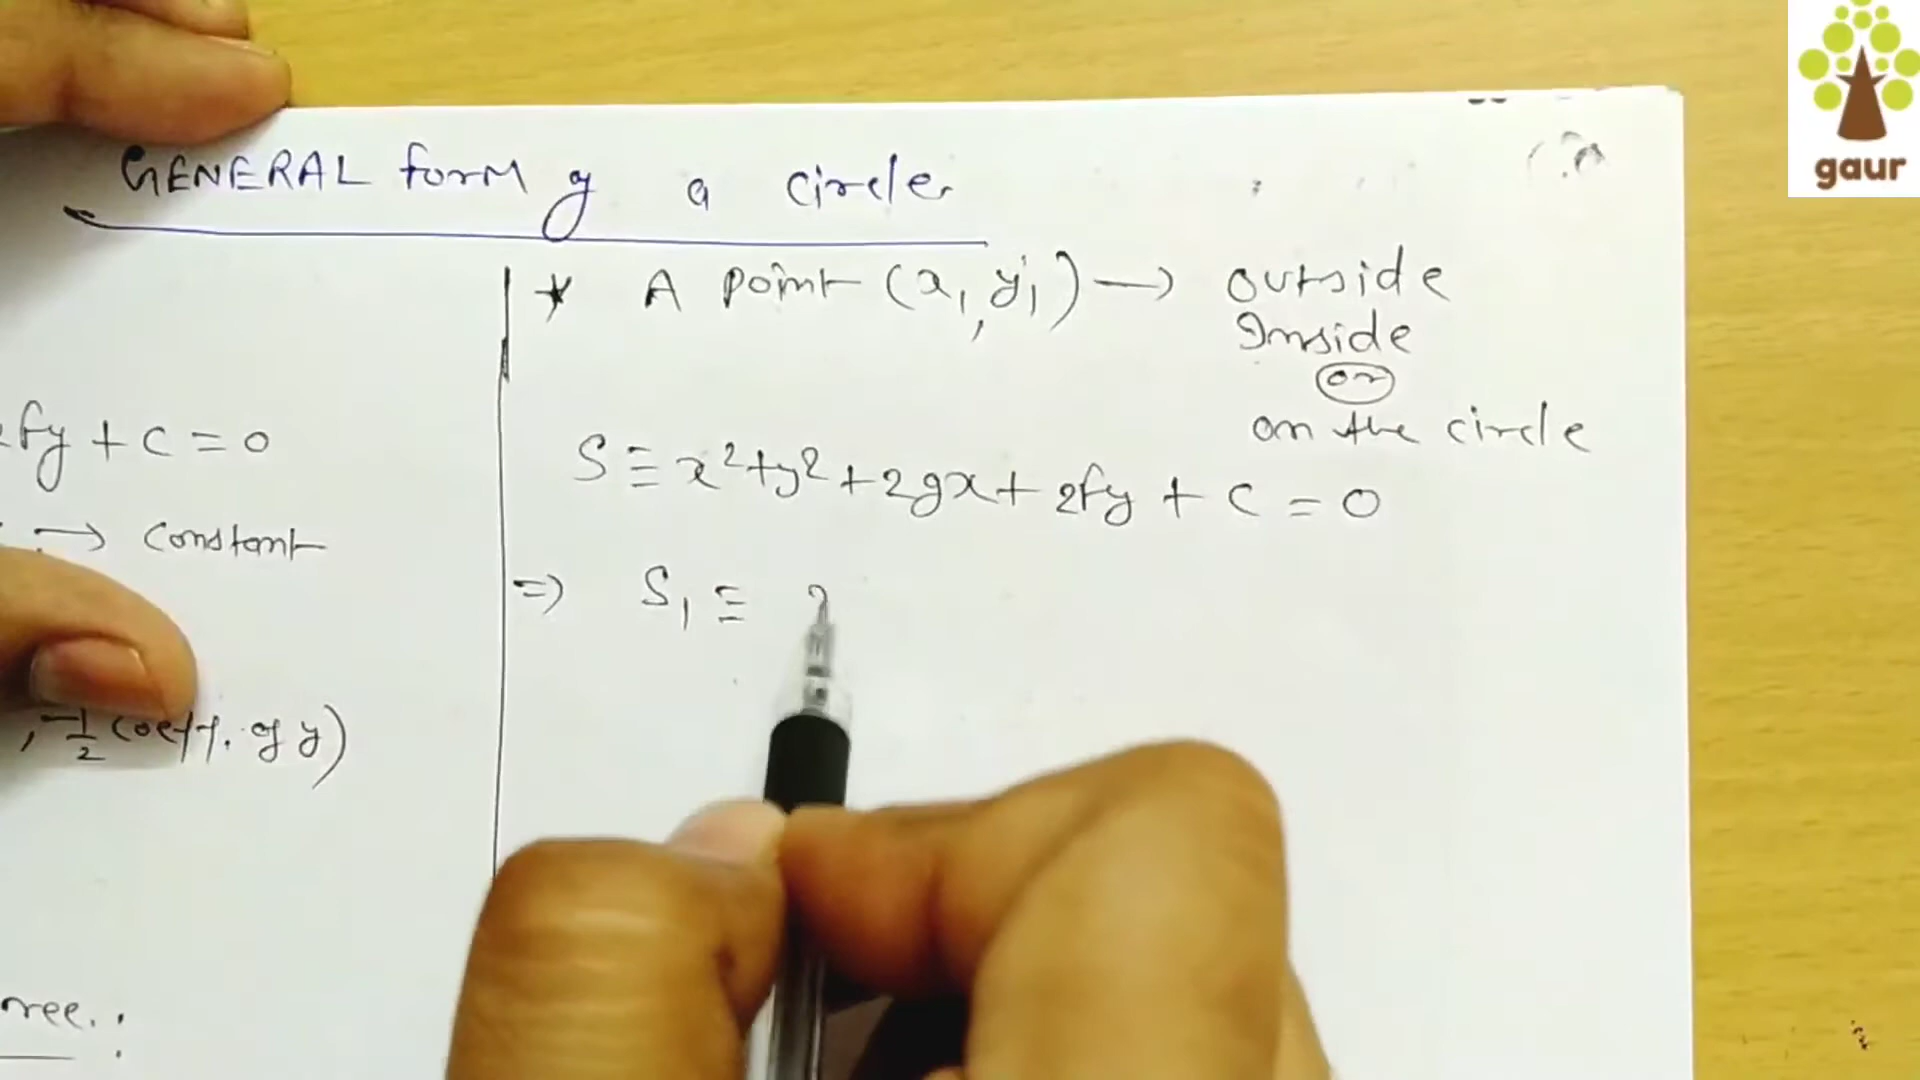 GENERAL form of a circle
fy + C = 0
→ constant
, -1/2 coeff. of y)
ree. :
* A point (x₁, y₁) → outside
Inside
or
on the circle
S ≡ x² + y² + 2gx + 2fy + C = 0
⇒ S₁ ≡
gaur